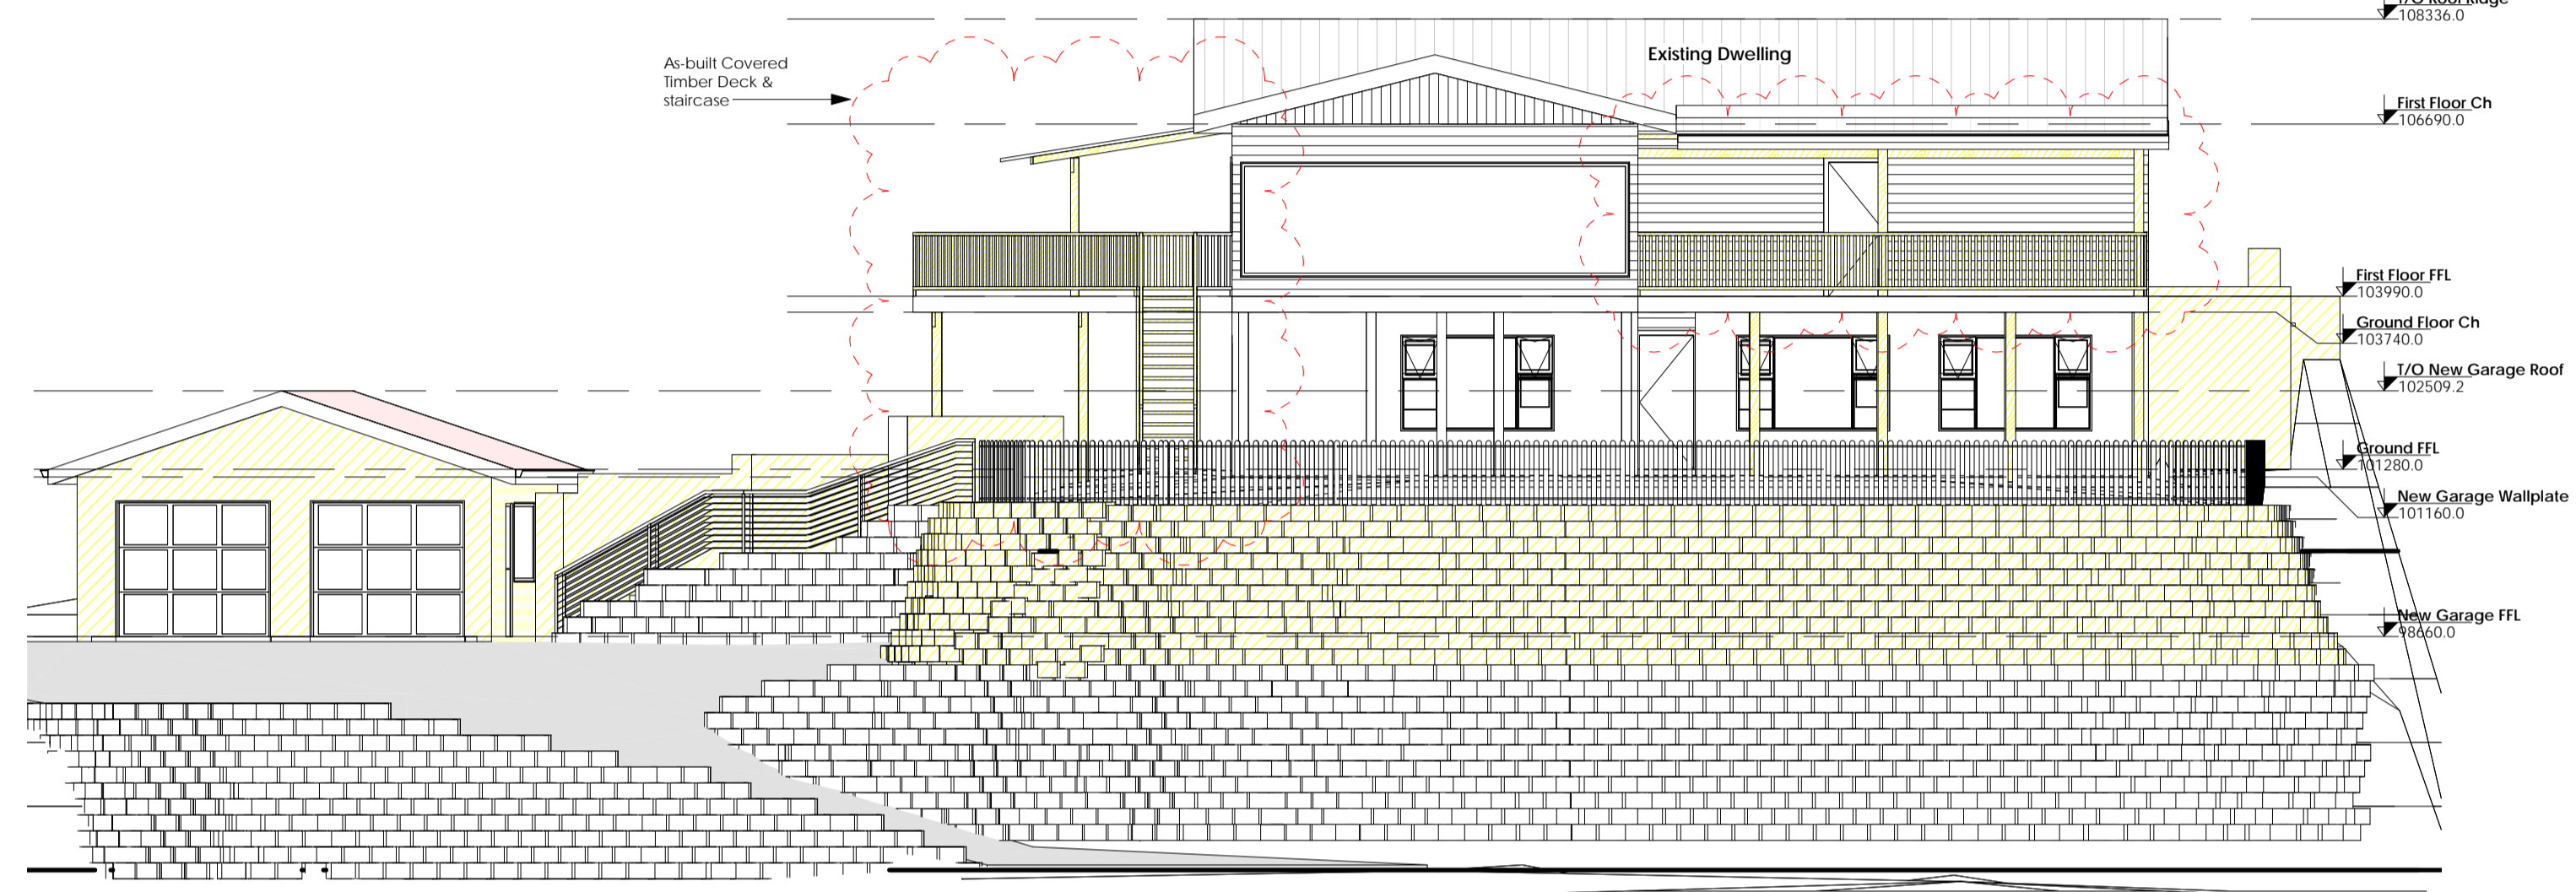 T/O Roof Ridge
108336.0
Existing Dwelling
As-built Covered
Timber Deck &
staircase
First Floor Ch
106690.0
First Floor FFL
103990.0
Ground Floor Ch
103740.0
T/O New Garage Roof
102509.2
Ground FFL
101280.0
New Garage Wallplate
101160.0
New Garage FFL
98660.0